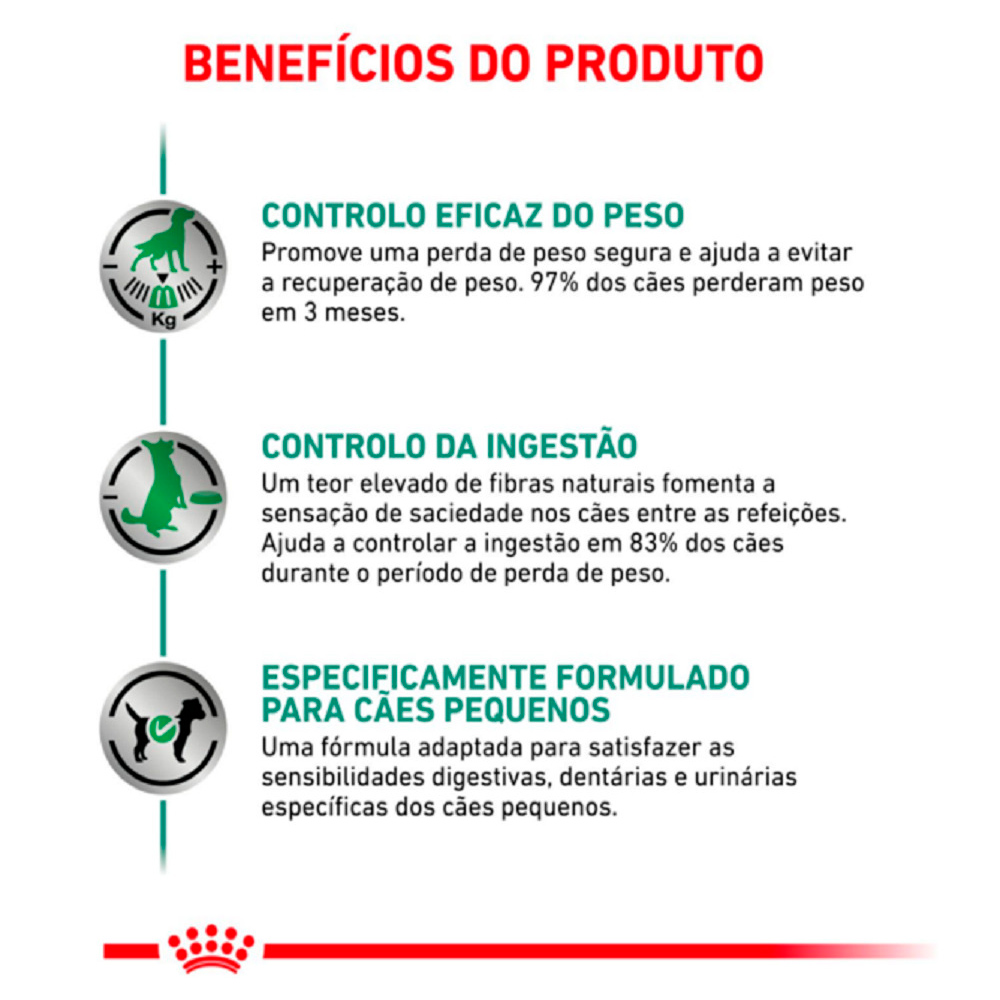 BENEFÍCIOS DO PRODUTO
CONTROLO EFICAZ DO PESO
Promove uma perda de peso segura e ajuda a evitar
a recuperação de peso. 97% dos cães perderam peso
em 3 meses.
- +
Kg
CONTROLO DA INGESTÃO
Um teor elevado de fibras naturais fomenta a
sensação de saciedade nos cães entre as refeições.
Ajuda a controlar a ingestão em 83% dos cães
durante o período de perda de peso.
-
ESPECIFICAMENTE FORMULADO
PARA CÃES PEQUENOS
Uma fórmula adaptada para satisfazer as
sensibilidades digestivas, dentárias e urinárias
específicas dos cães pequenos.